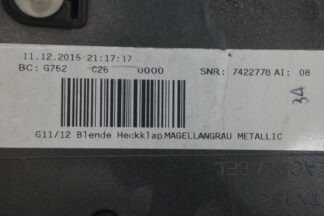 11.12.2015 21:17:17
BC: G752 C26 0000 SNR: 7422778 AI: 08
34
G11/12 Blende Heckklap.MAGELLANGRAU METALLIC